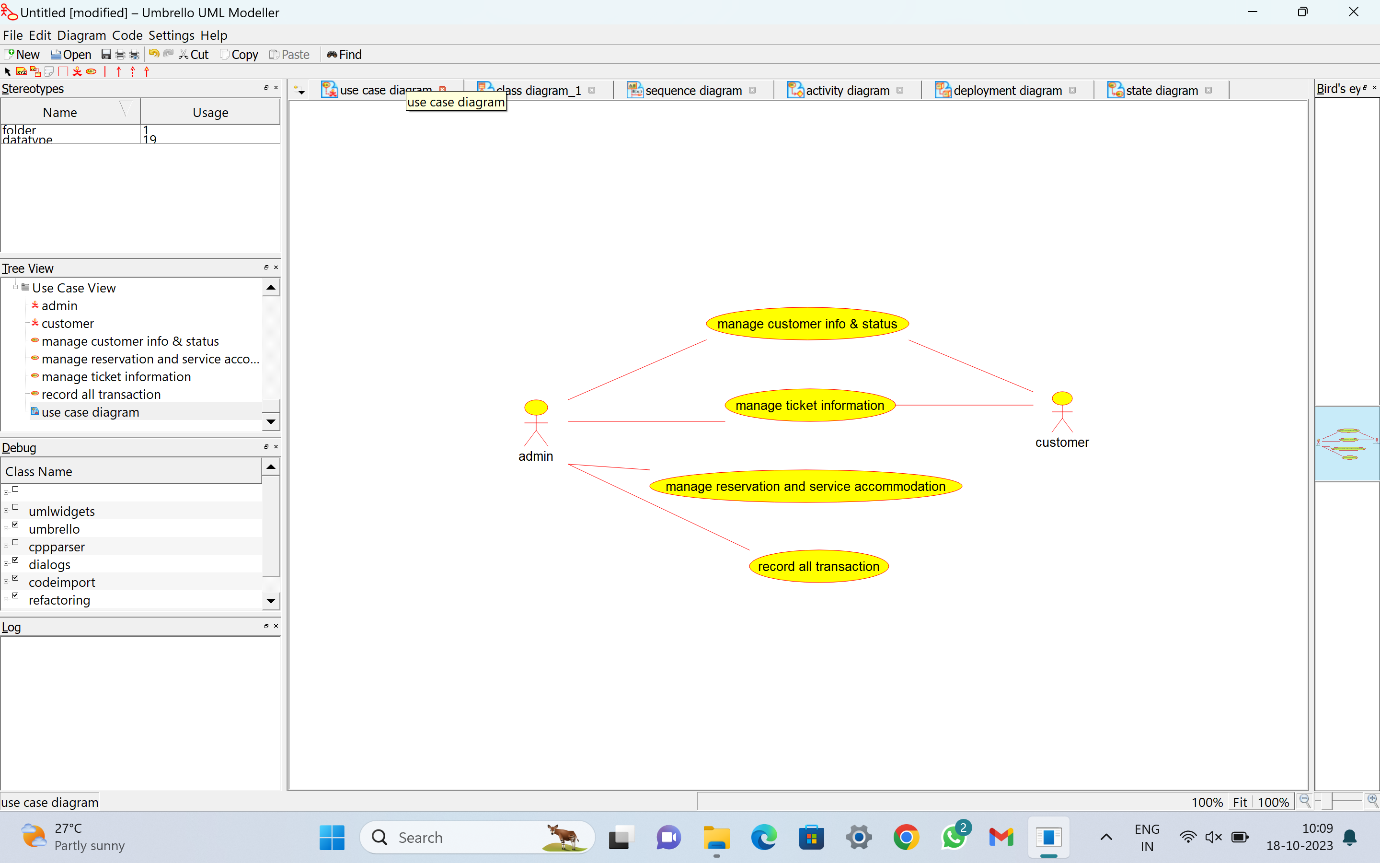 Untitled [modified] – Umbrello UML Modeller
File Edit Diagram Code Settings Help
New Open Cut Copy Paste Find
Stereotypes
Name Usage
folder 1
datatype 19
use case diagram class diagram_1 sequence diagram activity diagram deployment diagram state diagram
use case diagram
Bird's ey
Tree View
Use Case View
admin
customer
manage customer info & status
manage reservation and service acco...
manage ticket information
record all transaction
use case diagram
Debug
Class Name
umlwidgets
umbrello
cppparser
dialogs
codeimport
refactoring
Log
manage customer info & status
manage ticket information
customer
admin
manage reservation and service accommodation
record all transaction
use case diagram
100% Fit 100%
27°C
Partly sunny
Search
2
ENG
IN
10:09
18-10-2023